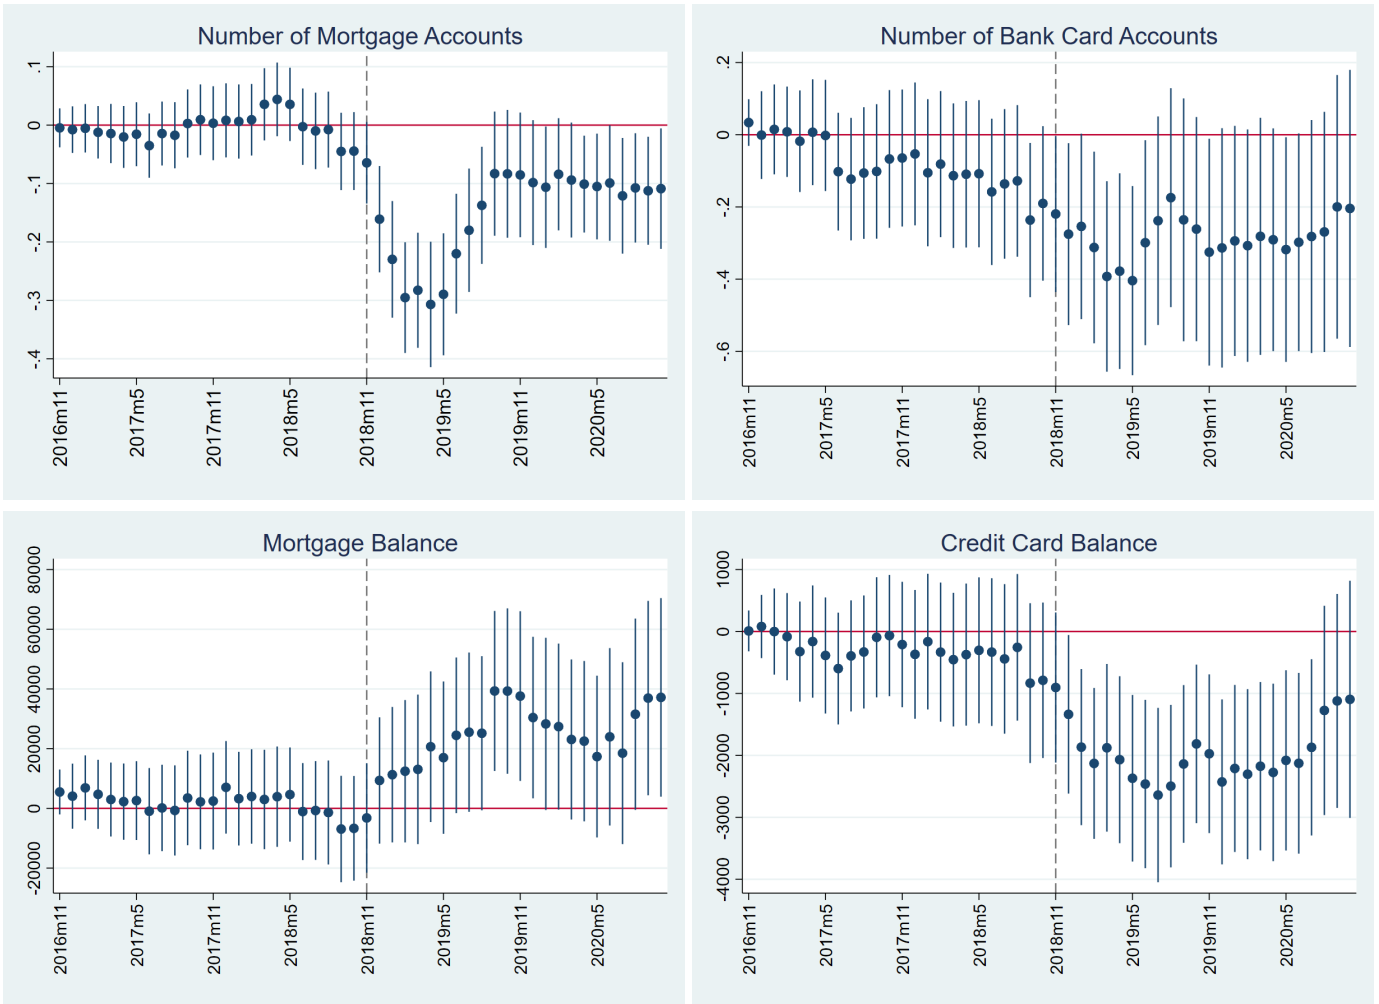 Number of Mortgage Accounts
.1
0
-.1
-.2
-.3
-.4
2016m11
2017m5
2017m11
2018m5
2018m11
2019m5
2019m11
2020m5
Number of Bank Card Accounts
.2
0
-.2
-.4
-.6
2016m11
2017m5
2017m11
2018m5
2018m11
2019m5
2019m11
2020m5
Mortgage Balance
80000
60000
40000
20000
0
-20000
2016m11
2017m5
2017m11
2018m5
2018m11
2019m5
2019m11
2020m5
Credit Card Balance
1000
0
-1000
-2000
-3000
-4000
2016m11
2017m5
2017m11
2018m5
2018m11
2019m5
2019m11
2020m5